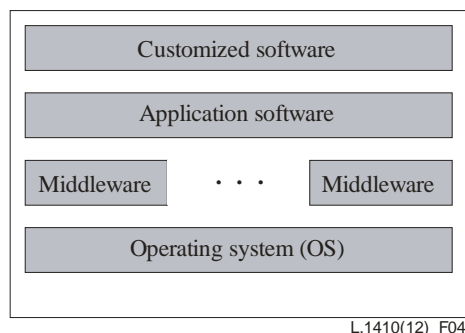 Customized software
Application software
Middleware · · · Middleware
Operating system (OS)
L.1410(12)_F04